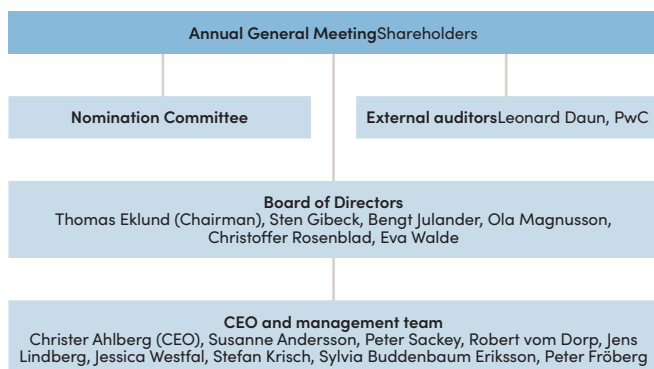 Annual General MeetingShareholders
Nomination Committee
External auditorsLeonard Daun, PwC
Board of Directors
Thomas Eklund (Chairman), Sten Gibeck, Bengt Julander, Ola Magnusson,
Christoffer Rosenblad, Eva Walde
CEO and management team
Christer Ahlberg (CEO), Susanne Andersson, Peter Sackey, Robert vom Dorp, Jens
Lindberg, Jessica Westfal, Stefan Krisch, Sylvia Buddenbaum Eriksson, Peter Fröberg